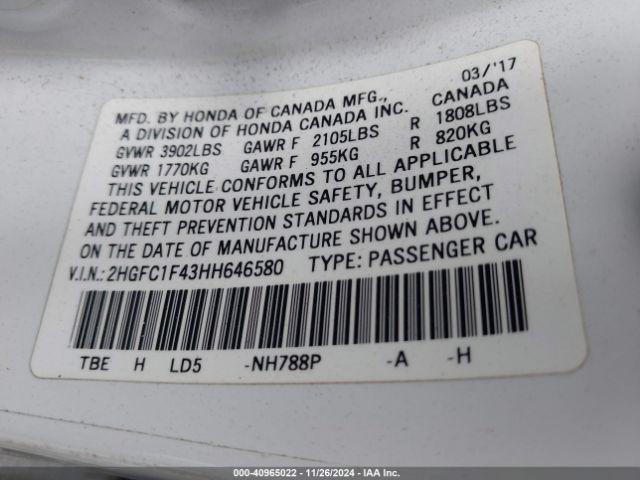 MFD. BY HONDA OF CANADA MFG., 03/'17
A DIVISION OF HONDA CANADA INC. CANADA
GVWR 3902LBS GAWR F 2105LBS R 1808LBS
GVWR 1770KG GAWR F 955KG R 820KG
THIS VEHICLE CONFORMS TO ALL APPLICABLE
FEDERAL MOTOR VEHICLE SAFETY, BUMPER,
AND THEFT PREVENTION STANDARDS IN EFFECT
ON THE DATE OF MANUFACTURE SHOWN ABOVE.
V.I.N.: 2HGFC1F43HH646580 TYPE: PASSENGER CAR
TBE H LD5 -NH788P -A -H
000-40965022 - 11/26/2024 - IAAI.COM